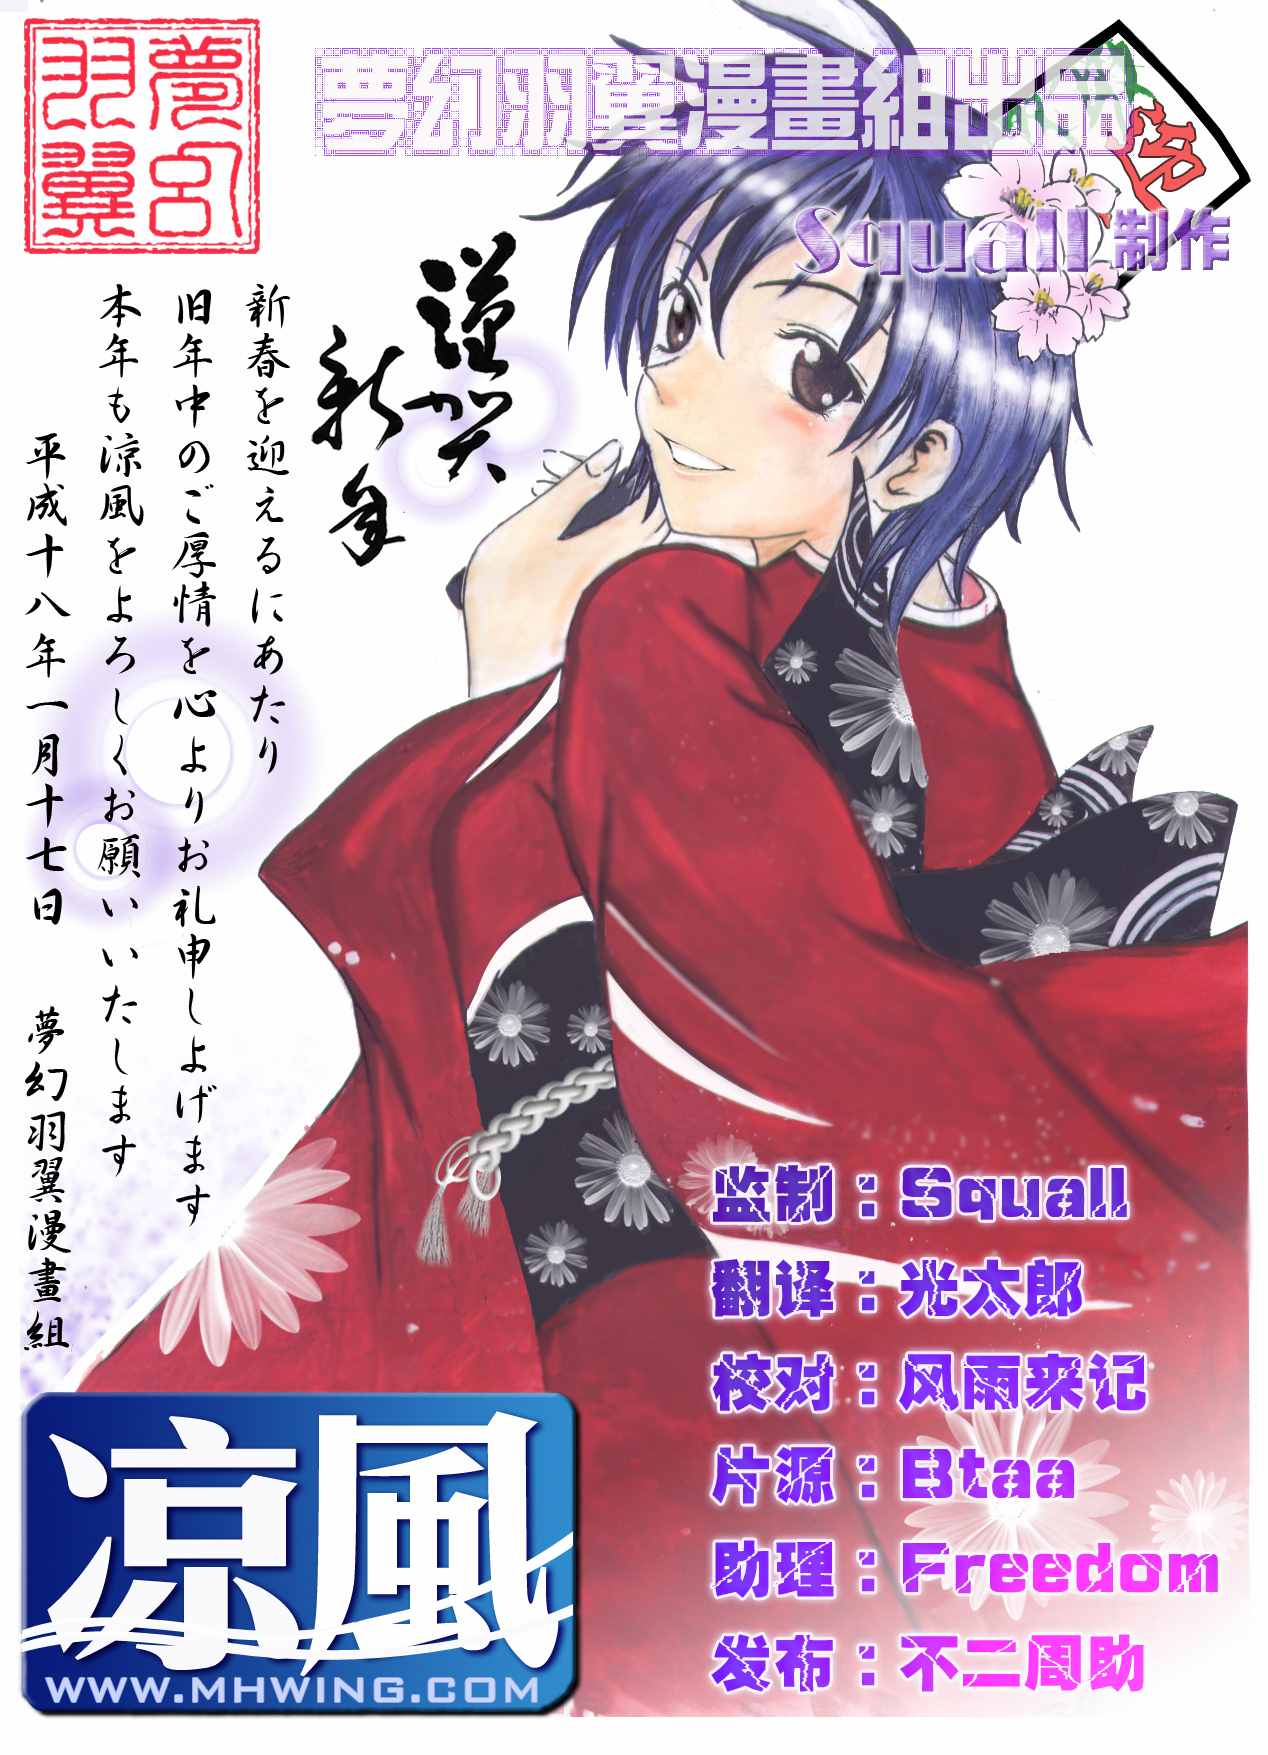 夢幻羽翼
夢幻羽翼漫畫組出品
Squall 制作
謹賀
新年
新春を迎えるにあたり
旧年中のご厚情を心よりお礼申しよげます
本年も涼風をよろしくお願いいたします
平成十八年一月十七日 夢幻羽翼漫畫組
监制：Squall
翻译：光太郎
校对：风雨来记
片源：Btaa
助理：Freedom
发布：不二周助
涼風
WWW.MHWING.COM